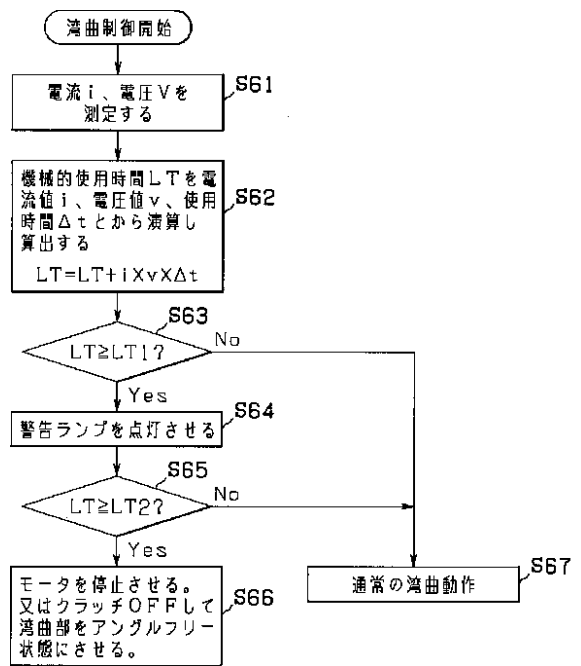 湾曲制御開始
S61
電流i、電圧Vを
測定する
S62
機械的使用時間LTを電
流値i、電圧値v、使用
時間Δtとから演算し
算出する
LT=LT+i×v×Δt
S63
LT≧LT1?
No
Yes
S64
警告ランプを点灯させる
S65
LT≧LT2?
No
Yes
S66
モータを停止させる。
又はクラッチOFFして
湾曲部をアングルフリー
状態にさせる。
S67
通常の湾曲動作